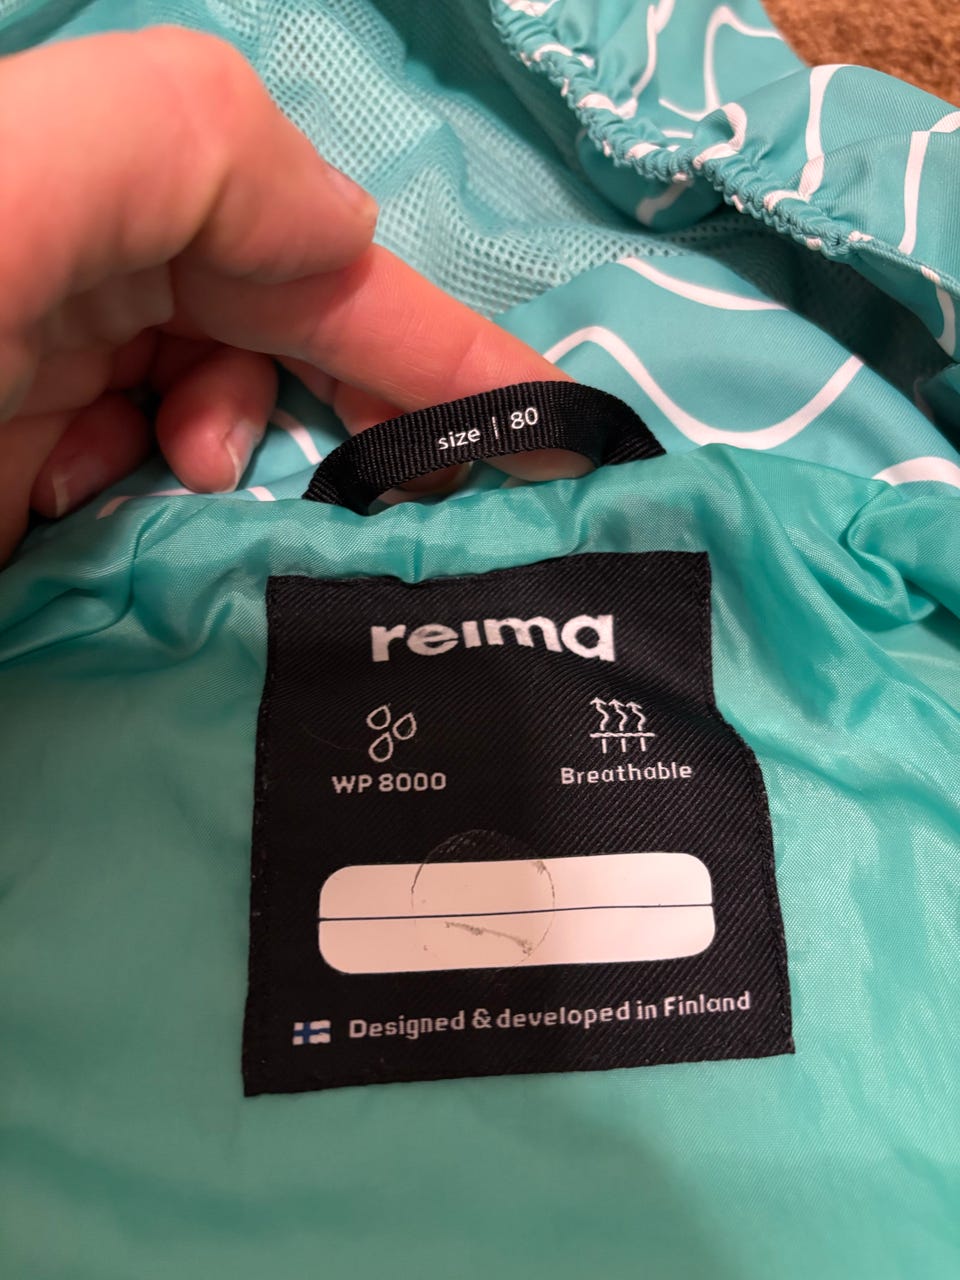 size | 80
reima
WP 8000
Breathable
Designed & developed in Finland